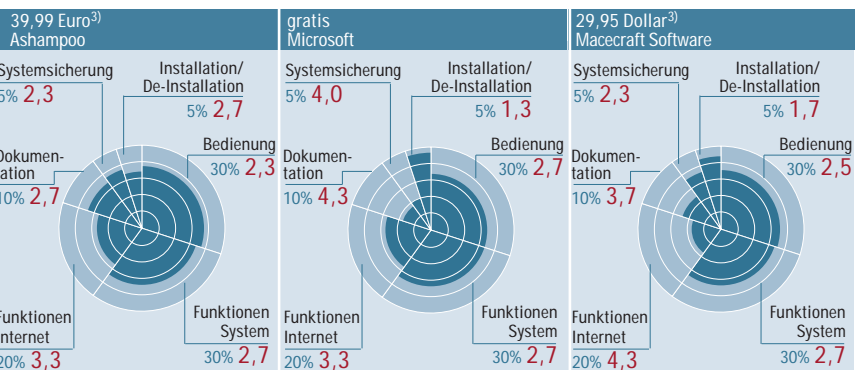 39,99 Euro3)
Ashampoo
Systemsicherung
5% 2,3
Installation/
De-Installation
5% 2,7
Bedienung
30% 2,3
Dokumen-
tation
10% 2,7
Funktionen
Internet
20% 3,3
Funktionen
System
30% 2,7
gratis
Microsoft
Systemsicherung
5% 4,0
Installation/
De-Installation
5% 1,3
Bedienung
30% 2,7
Dokumen-
tation
10% 4,3
Funktionen
Internet
20% 3,3
Funktionen
System
30% 2,7
29,95 Dollar3)
Macecraft Software
Systemsicherung
5% 2,3
Installation/
De-Installation
5% 1,7
Bedienung
30% 2,5
Dokumen-
tation
10% 3,7
Funktionen
Internet
20% 4,3
Funktionen
System
30% 2,7